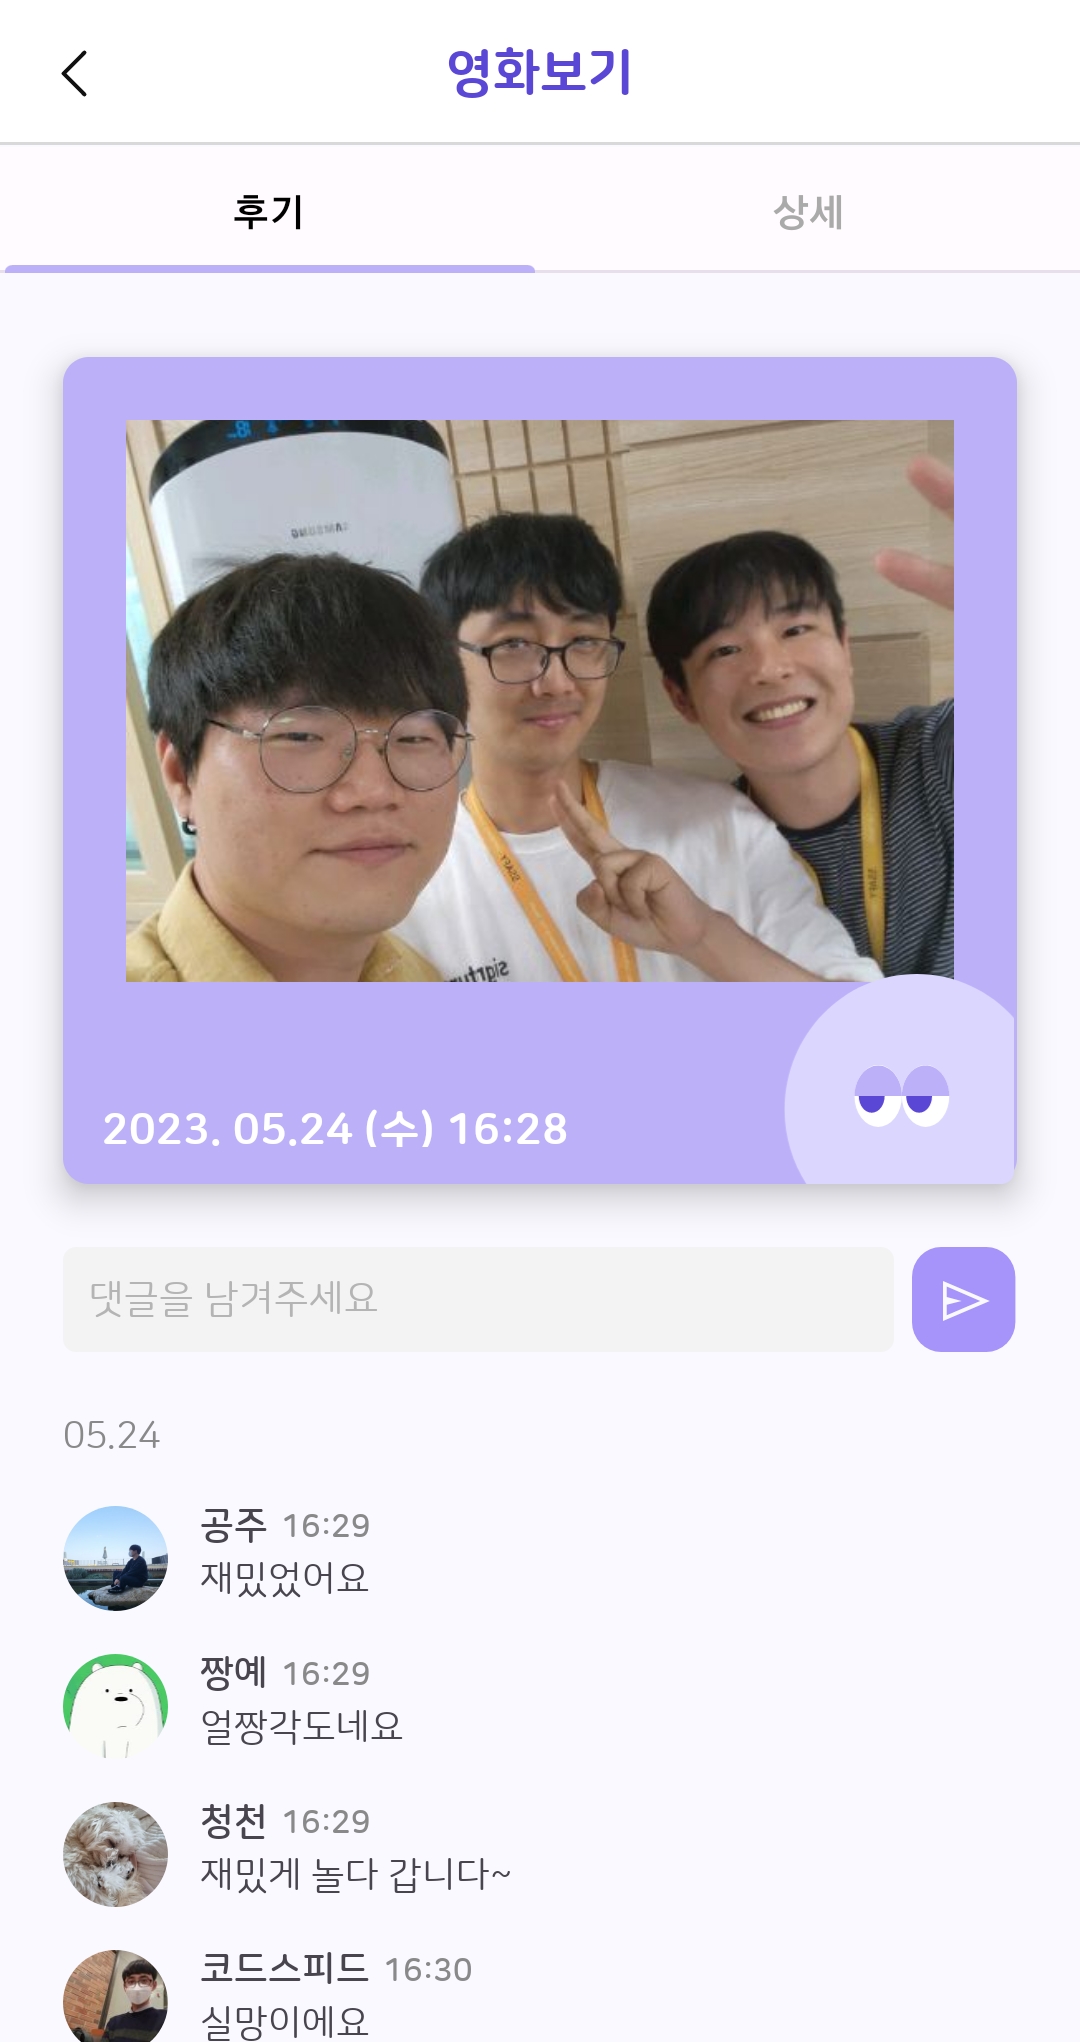 영화보기
후기
상세
SAMSUNG
SSAFY
SSAFY
2023. 05.24 (수) 16:28
댓글을 남겨주세요
05.24
공주 16:29
재밌었어요
짱예 16:29
얼짱각도네요
청천 16:29
재밌게 놀다 갑니다~
코드스피드 16:30
실망이에요